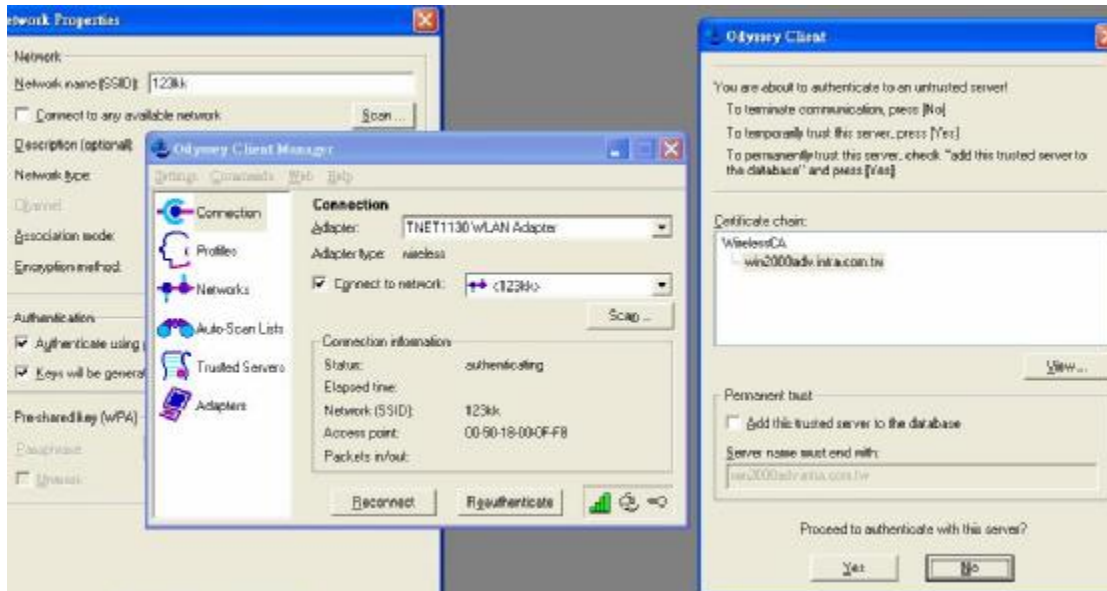 etwork Properties
Network
Network name (SSID): 123kk
Connect to any available network
Scan ...
Description (optional):
Network type:
Channel:
Association mode:
Encryption method:
Authentication
Authenticate using p
Keys will be generat
Pre-shared key (WPA)
Passphrase:
Unmask
Odyssey Client Manager
Settings Commands Web Help
Connection
Profiles
Networks
Auto-Scan Lists
Trusted Servers
Adapters
Connection
Adapter: TNET1130 WLAN Adapter
Adapter type: wireless
Connect to network: <123kk>
Scan ...
Connection information
Status: authenticating
Elapsed time:
Network (SSID): 123kk
Access point: 00-90-18-00-0F-F8
Packets in/out:
Reconnect
Reauthenticate
Odyssey Client
You are about to authenticate to an untrusted server!
To terminate communication, press [No]
To temporarily trust this server, press [Yes]
To permanently trust this server, check "add this trusted server to
the database" and press [Yes]
Certificate chain:
WirelessCA
win2000adv.intra.com.tw
View...
Permanent trust
Add this trusted server to the database
Server name must end with:
win2000adv.intra.com.tw
Proceed to authenticate with this server?
Yes
No